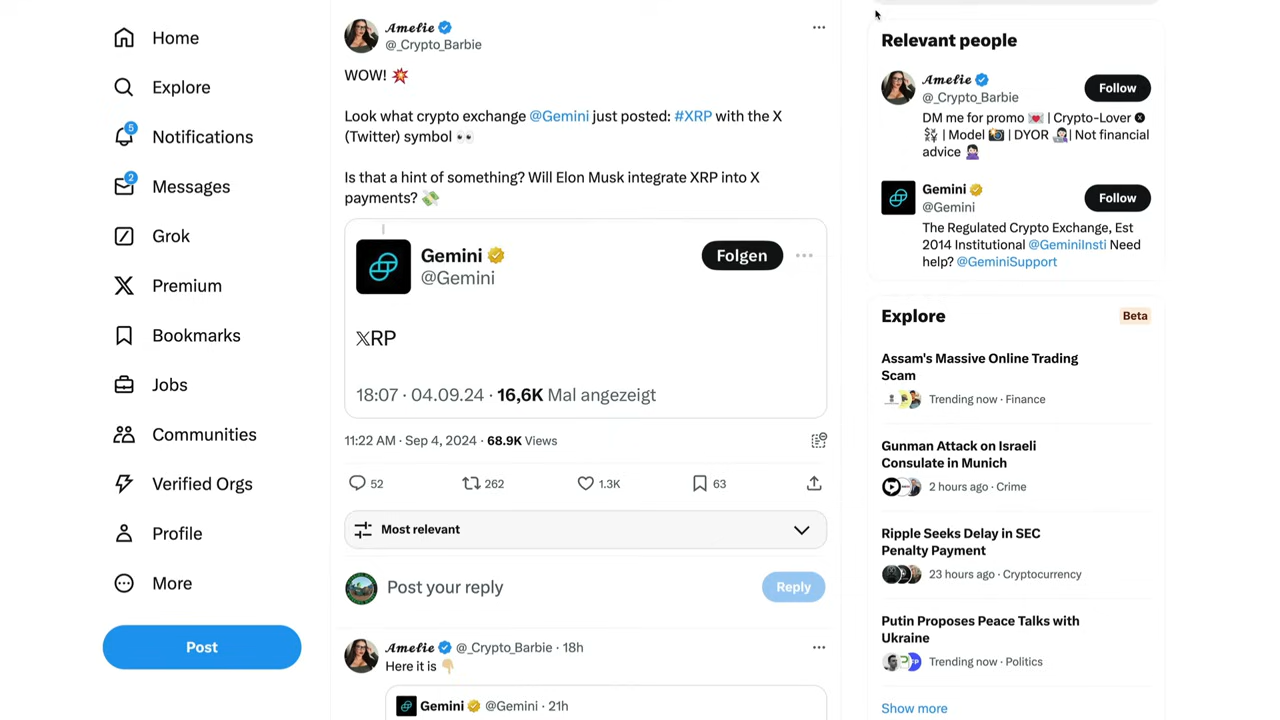 Home
Explore
5
Notifications
2
Messages
Grok
Premium
Bookmarks
Jobs
Communities
Verified Orgs
Profile
More
Post
𝓐𝓶𝓮𝓵𝓲𝓮
@_Crypto_Barbie
WOW! 💥
Look what crypto exchange @Gemini just posted: #XRP with the X
(Twitter) symbol 👀
Is that a hint of something? Will Elon Musk integrate XRP into X
payments? 💸
Gemini
@Gemini
Folgen
𝕏RP
18:07 · 04.09.24 · 16,6K Mal angezeigt
11:22 AM · Sep 4, 2024 · 68.9K Views
52
262
1.3K
63
Most relevant
Post your reply
Reply
𝓐𝓶𝓮𝓵𝓲𝓮 @_Crypto_Barbie · 18h
Here it is 👇🏼
Gemini @Gemini · 21h
Relevant people
𝓐𝓶𝓮𝓵𝓲𝓮
@_Crypto_Barbie
Follow
DM me for promo 💌 | Crypto-Lover
| Model 📸 | DYOR 👩🏻‍💻| Not financial
advice 🙅🏻‍♀️
Gemini
@Gemini
Follow
The Regulated Crypto Exchange, Est
2014 Institutional @GeminiInsti Need
help? @GeminiSupport
Explore
Beta
Assam's Massive Online Trading
Scam
Trending now · Finance
Gunman Attack on Israeli
Consulate in Munich
2 hours ago · Crime
Ripple Seeks Delay in SEC
Penalty Payment
23 hours ago · Cryptocurrency
Putin Proposes Peace Talks with
Ukraine
Trending now · Politics
Show more